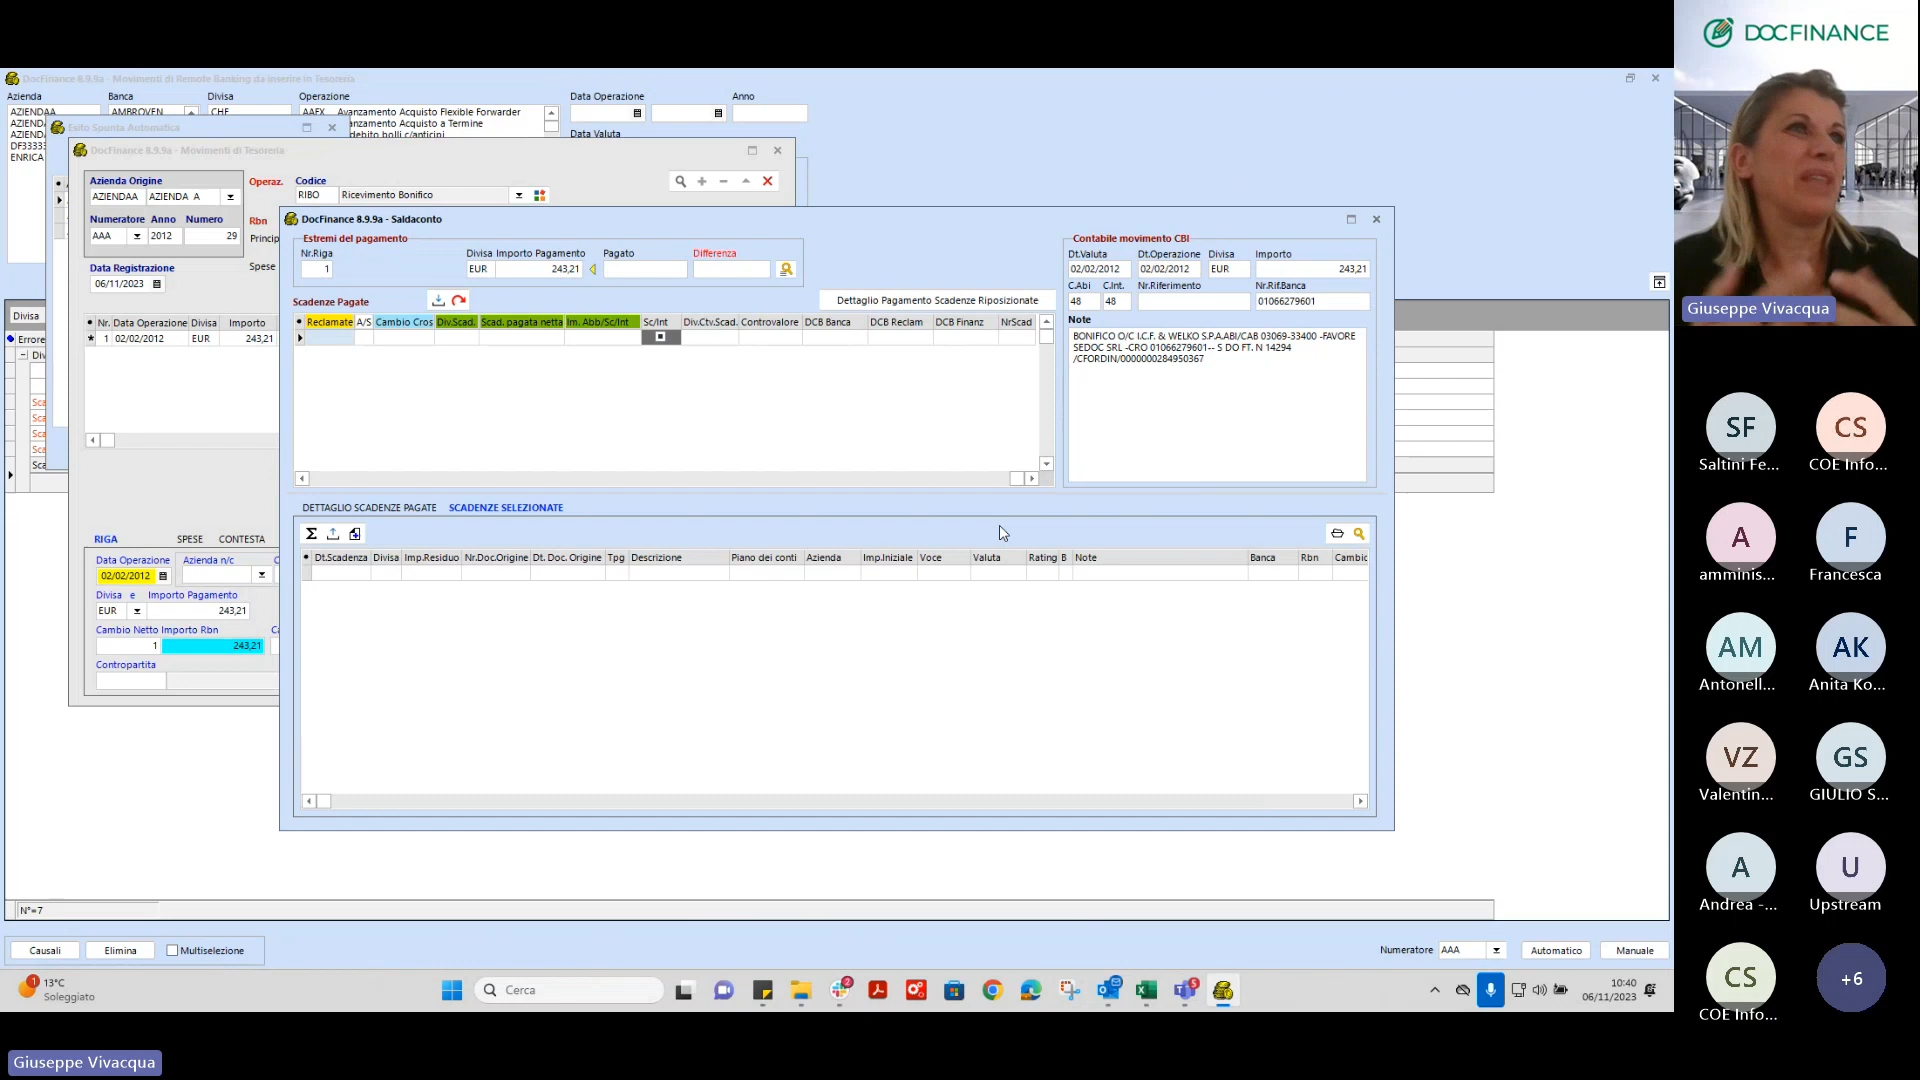 DOCFINANCE
DocFinance 8.9.9a - Movimenti di Remote Banking da inserire in Tesoreria
Azienda
Banca
Divisa
Operazione
Data Operazione
Anno
AZIENDAA
AMBROVEN
CHF
AAFX
Avanzamento Acquisto Flexible Forwarder
anzamento Acquisto a Termine
debito bolli c/anticipi
Data Valuta
DF3333
ENRICA
Esito Spunta Automatica
DocFinance 8.9.9a - Movimenti di Tesoreria
Azienda Origine
AZIENDAA
AZIENDA A
Operaz.
Codice
RIBO
Ricevimento Bonifico
Numeratore
Anno
Numero
AAA
2012
29
Rbn
Princip
Data Registrazione
06/11/2023
Spese
Nr.
Data Operazione
Divisa
Importo
1
02/02/2012
EUR
243,21
Divisa
Errore
Div
Sca
Sca
Sca
Sca
Sca
RIGA
SPESE
CONTESTA
Data Operazione
Azienda n/c
02/02/2012
Divisa e
Importo Pagamento
EUR
243,21
Cambio Netto
Importo Rbn
1
243,21
Contropartita
DocFinance 8.9.9a - Saldaconto
Estremi del pagamento
Nr.Riga
Divisa
Importo Pagamento
Pagato
Differenza
1
EUR
243,21
Scadenze Pagate
Dettaglio Pagamento Scadenze Riposizionate
Reclamate
A/S
Cambio Cros
Div.Scad.
Scad. pagata netta
Im. Abb/Sc/Int
Sc/Int
Div.Ctv.Scad.
Controvalore
DCB Banca
DCB Reclam
DCB Finanz
NrScad
Contabile movimento CBI
Dt.Valuta
Dt.Operazione
Divisa
Importo
02/02/2012
02/02/2012
EUR
243,21
C.Abi
C.Int.
Nr.Riferimento
Nr.Rif.Banca
48
48
01066279601
Note
BONIFICO O/C I.C.F. & WELKO S.P.A.ABI/CAB 03069-33400 -FAVORE
SEDOC SRL -CRO 01066279601-- S DO FT. N 14294
/CFORDIN/0000000284950367
DETTAGLIO SCADENZE PAGATE
SCADENZE SELEZIONATE
Dt.Scadenza
Divisa
Imp.Residuo
Nr.Doc.Origine
Dt. Doc. Origine
Tpg
Descrizione
Piano dei conti
Azienda
Imp.Iniziale
Voce
Valuta
Rating
B
Note
Banca
Rbn
Cambio
N°=7
Causali
Elimina
Multiselezione
Numeratore
AAA
Automatico
Manuale
13°C
Soleggiato
Cerca
10:40
06/11/2023
Giuseppe Vivacqua
SF
Saltini Fe...
CS
COE Info...
A
amminis...
F
Francesca
AM
Antonell...
AK
Anita Ko...
VZ
Valentin...
GS
GIULIO S...
A
Andrea -...
U
Upstream
CS
COE Info...
+6
Giuseppe Vivacqua